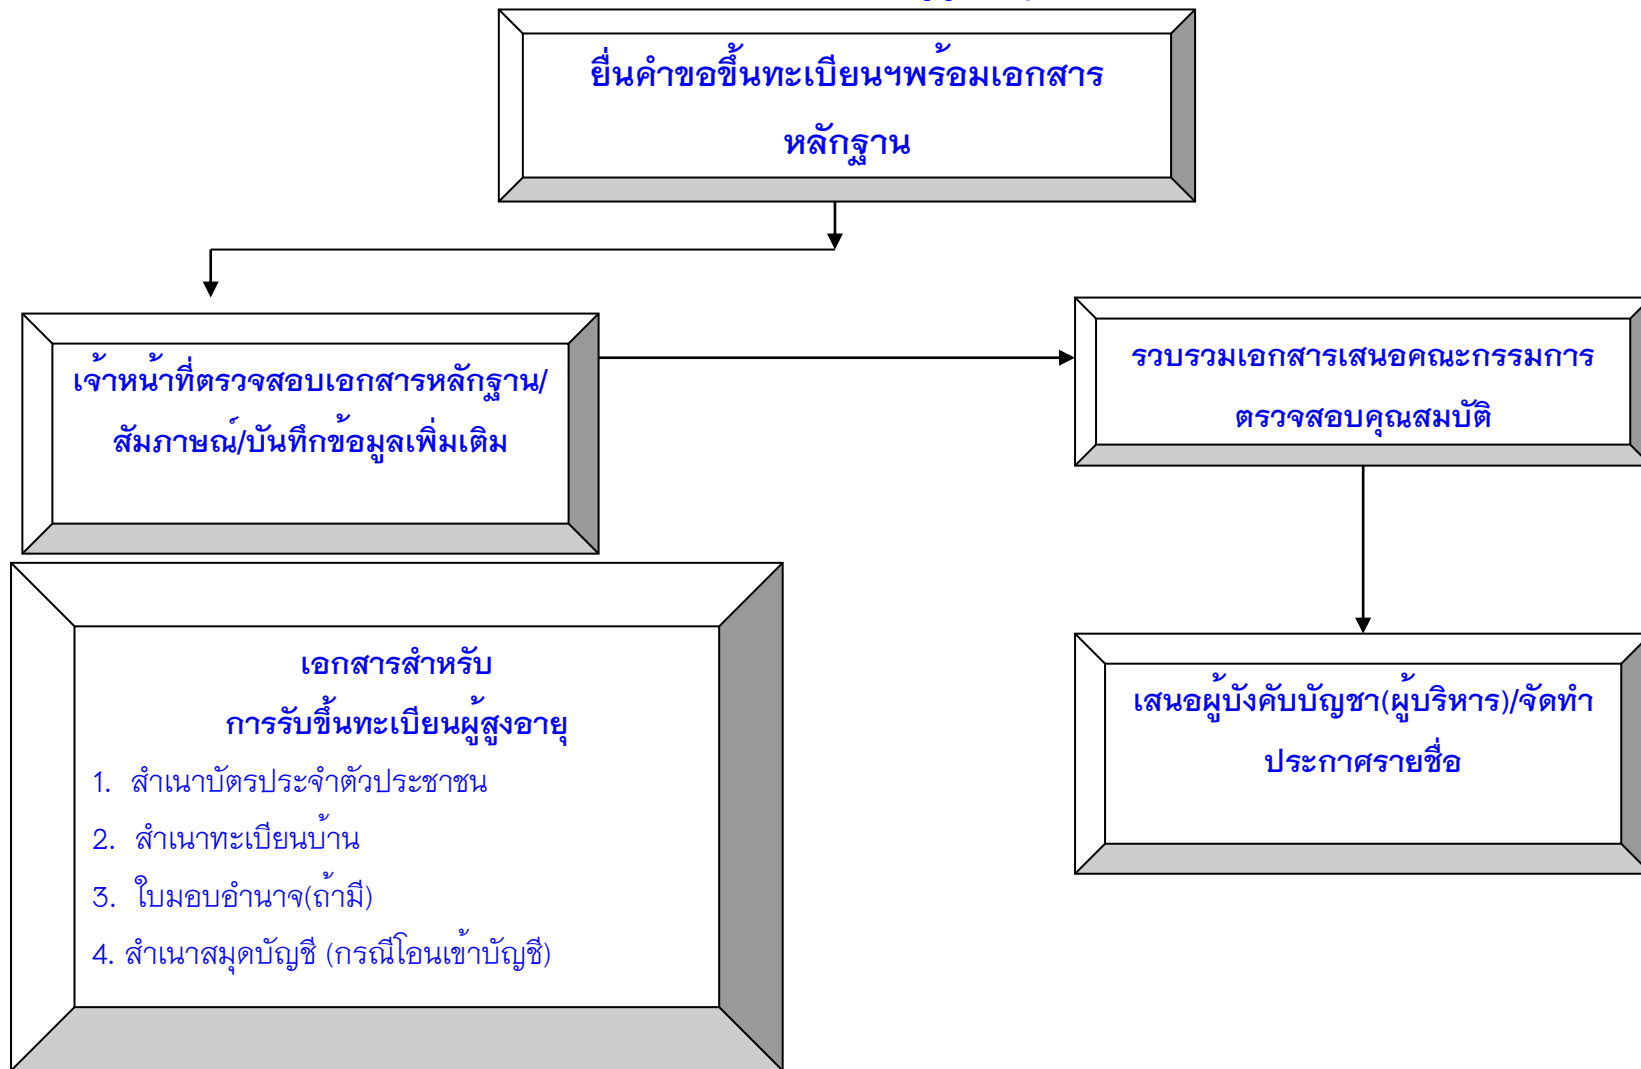 ยื่นคำขอขึ้นทะเบียนฯพร้อมเอกสาร
หลักฐาน
เจ้าหน้าที่ตรวจสอบเอกสารหลักฐาน/
สัมภาษณ์/บันทึกข้อมูลเพิ่มเติม
รวบรวมเอกสารเสนอคณะกรรมการ
ตรวจสอบคุณสมบัติ
เอกสารสำหรับ
การรับขึ้นทะเบียนผู้สูงอายุ
1. สำเนาบัตรประจำตัวประชาชน
2. สำเนาทะเบียนบ้าน
3. ใบมอบอำนาจ(ถ้ามี)
4. สำเนาสมุดบัญชี (กรณีโอนเข้าบัญชี)
เสนอผู้บังคับบัญชา(ผู้บริหาร)/จัดทำ
ประกาศรายชื่อ